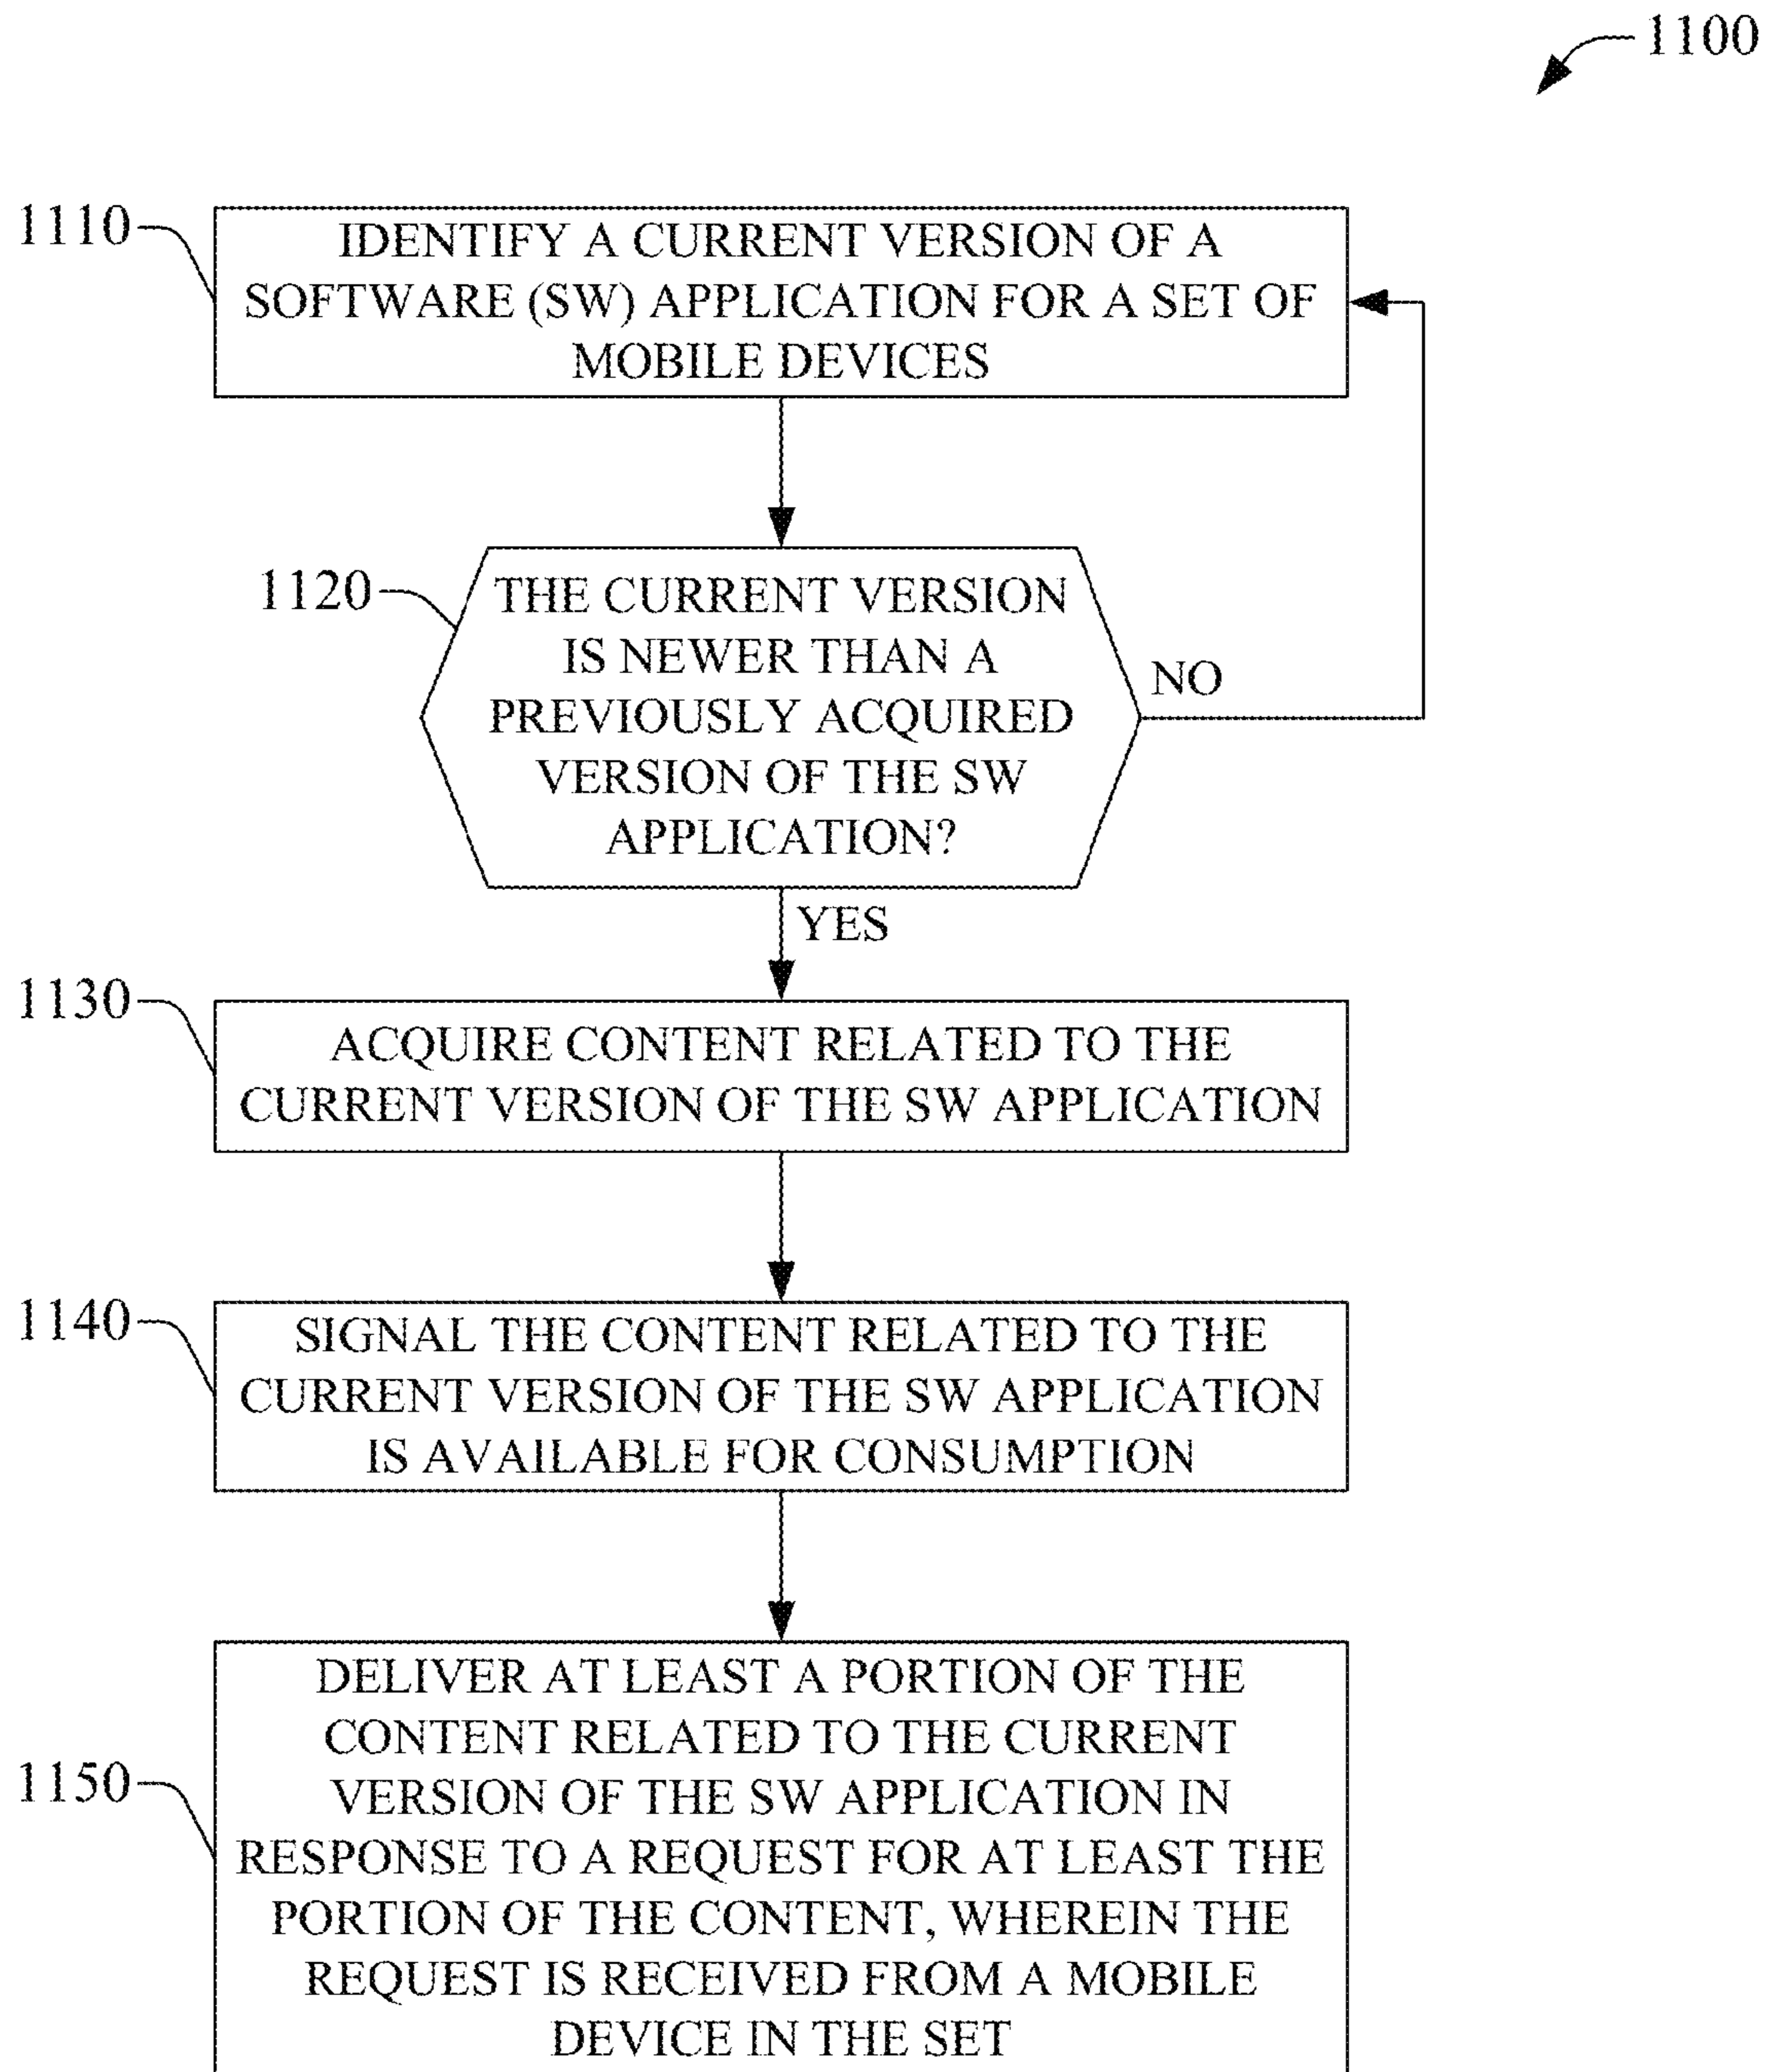 1100
1110
IDENTIFY A CURRENT VERSION OF A
SOFTWARE (SW) APPLICATION FOR A SET OF
MOBILE DEVICES
1120
THE CURRENT VERSION
IS NEWER THAN A
PREVIOUSLY ACQUIRED
VERSION OF THE SW
APPLICATION?
NO
YES
1130
ACQUIRE CONTENT RELATED TO THE
CURRENT VERSION OF THE SW APPLICATION
1140
SIGNAL THE CONTENT RELATED TO THE
CURRENT VERSION OF THE SW APPLICATION
IS AVAILABLE FOR CONSUMPTION
1150
DELIVER AT LEAST A PORTION OF THE
CONTENT RELATED TO THE CURRENT
VERSION OF THE SW APPLICATION IN
RESPONSE TO A REQUEST FOR AT LEAST THE
PORTION OF THE CONTENT, WHEREIN THE
REQUEST IS RECEIVED FROM A MOBILE
DEVICE IN THE SET